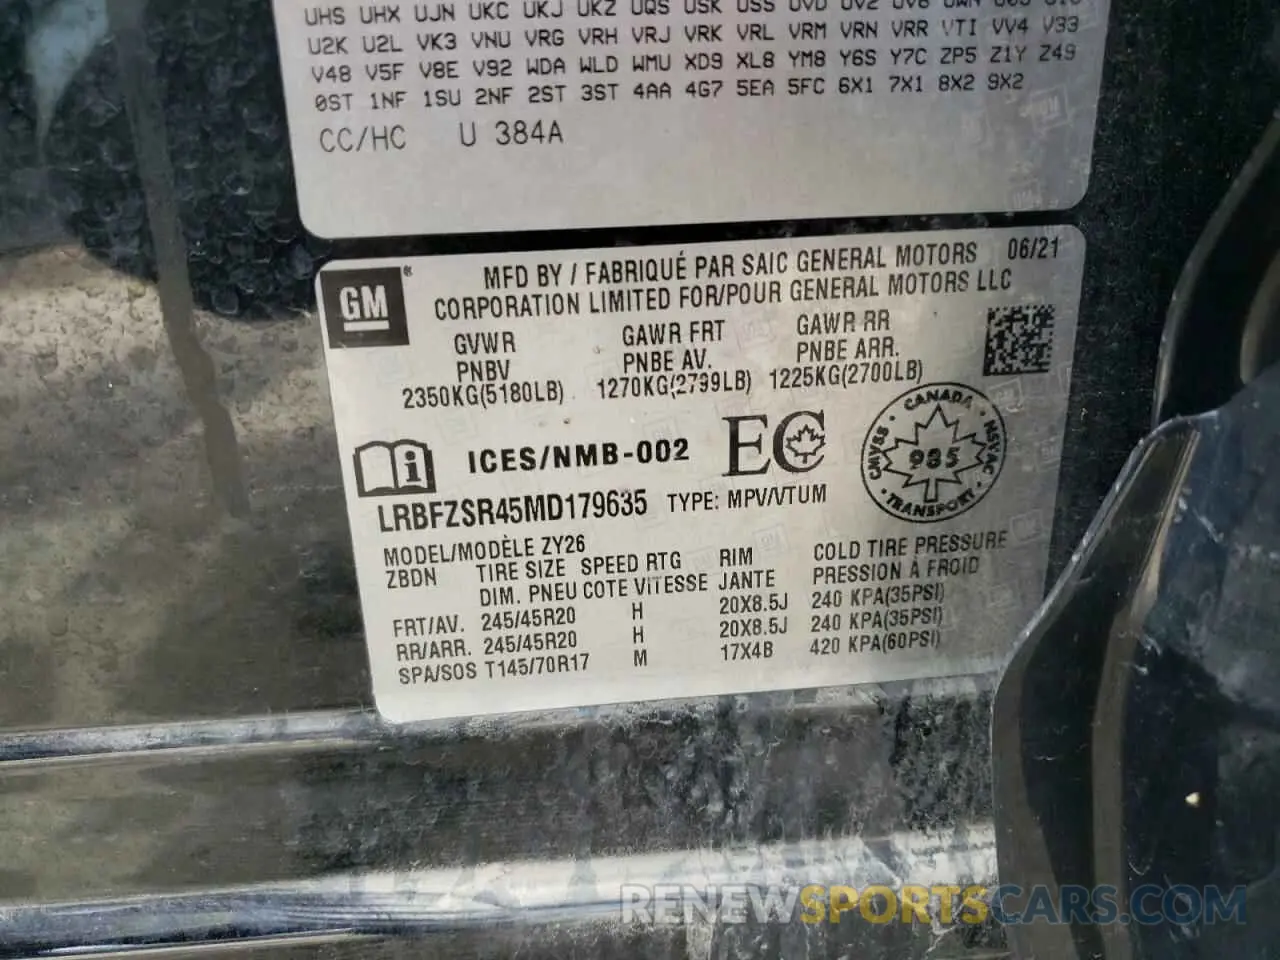 UHS UHX UJN UKC UKJ UKZ UQS USK USS UVD UV2 UV8
U2K U2L VK3 VNU VRG VRH VRJ VRK VRL VRM VRN VRR VTI VV4 V33
V48 V5F V8E V92 WDA WLD WMU XD9 XL8 YM8 Y6S Y7C ZP5 Z1Y Z49
0ST 1NF 1SU 2NF 2ST 3ST 4AA 4G7 5EA 5FC 6X1 7X1 8X2 9X2
CC/HC U 384A
GM ®
MFD BY / FABRIQUÉ PAR SAIC GENERAL MOTORS 06/21
CORPORATION LIMITED FOR/POUR GENERAL MOTORS LLC
GVWR GAWR FRT GAWR RR
PNBV PNBE AV. PNBE ARR.
2350KG(5180LB) 1270KG(2799LB) 1225KG(2700LB)
ICES/NMB-002 EC
CANADA CMVSS 985 NSVAC TRANSPORT
LRBFZSR45MD179635 TYPE: MPV/VTUM
MODEL/MODÈLE ZY26
ZBDN TIRE SIZE SPEED RTG RIM COLD TIRE PRESSURE
DIM. PNEU COTE VITESSE JANTE PRESSION À FROID
FRT/AV. 245/45R20 H 20X8.5J 240 KPA(35PSI)
RR/ARR. 245/45R20 H 20X8.5J 240 KPA(35PSI)
SPA/SOS T145/70R17 M 17X4B 420 KPA(60PSI)
RENEWSPORTSCARS.COM